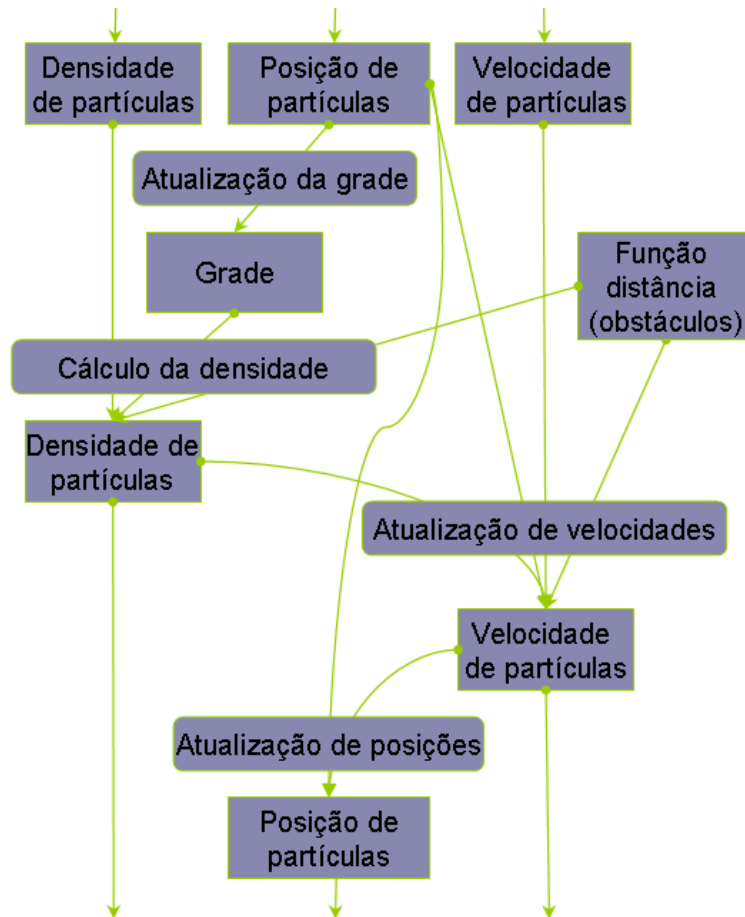 Densidade
de partículas
Posição de
partículas
Velocidade
de partículas
Atualização da grade
Grade
Função
distância
(obstáculos)
Cálculo da densidade
Densidade de
partículas
Atualização de velocidades
Velocidade
de partículas
Atualização de posições
Posição de
partículas